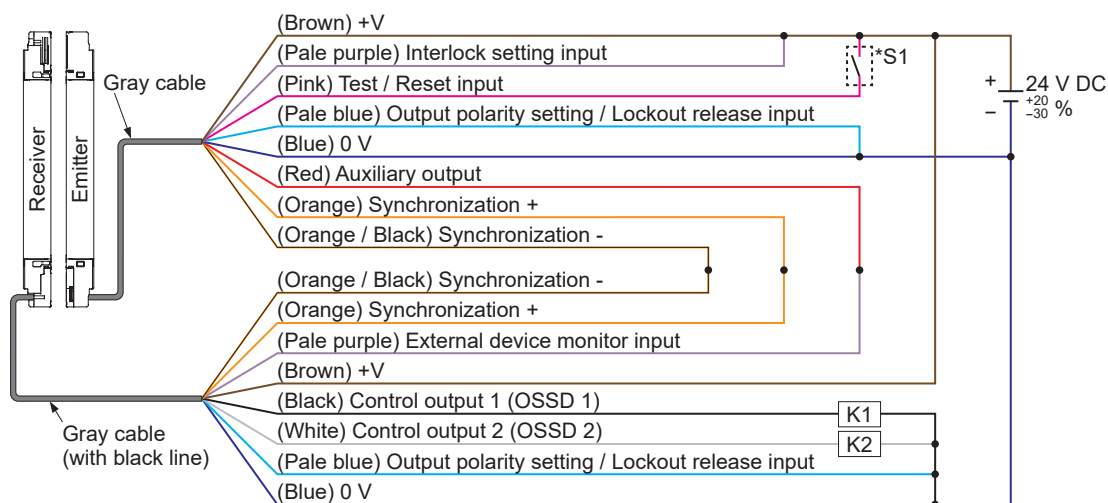 (Brown) +V
(Pale purple) Interlock setting input
*S1
Gray cable
(Pink) Test / Reset input
+ 24 V DC
− +20 −30 %
(Pale blue) Output polarity setting / Lockout release input
(Blue) 0 V
Receiver
Emitter
(Red) Auxiliary output
(Orange) Synchronization +
(Orange / Black) Synchronization -
(Orange / Black) Synchronization -
(Orange) Synchronization +
(Pale purple) External device monitor input
(Brown) +V
(Black) Control output 1 (OSSD 1)
K1
Gray cable
(with black line)
(White) Control output 2 (OSSD 2)
K2
(Pale blue) Output polarity setting / Lockout release input
(Blue) 0 V